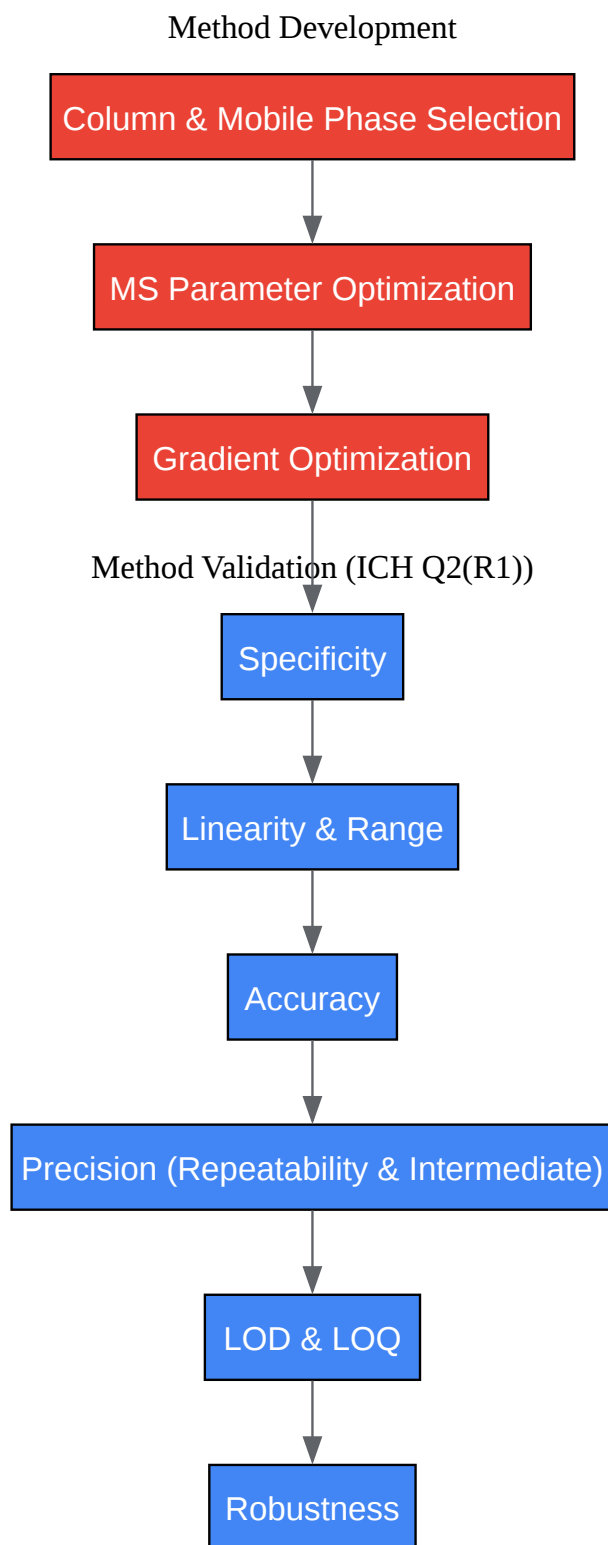 Method Development
Column & Mobile Phase Selection
MS Parameter Optimization
Gradient Optimization
Method Validation (ICH Q2(R1))
Specificity
Linearity & Range
Accuracy
Precision (Repeatability & Intermediate)
LOD & LOQ
Robustness